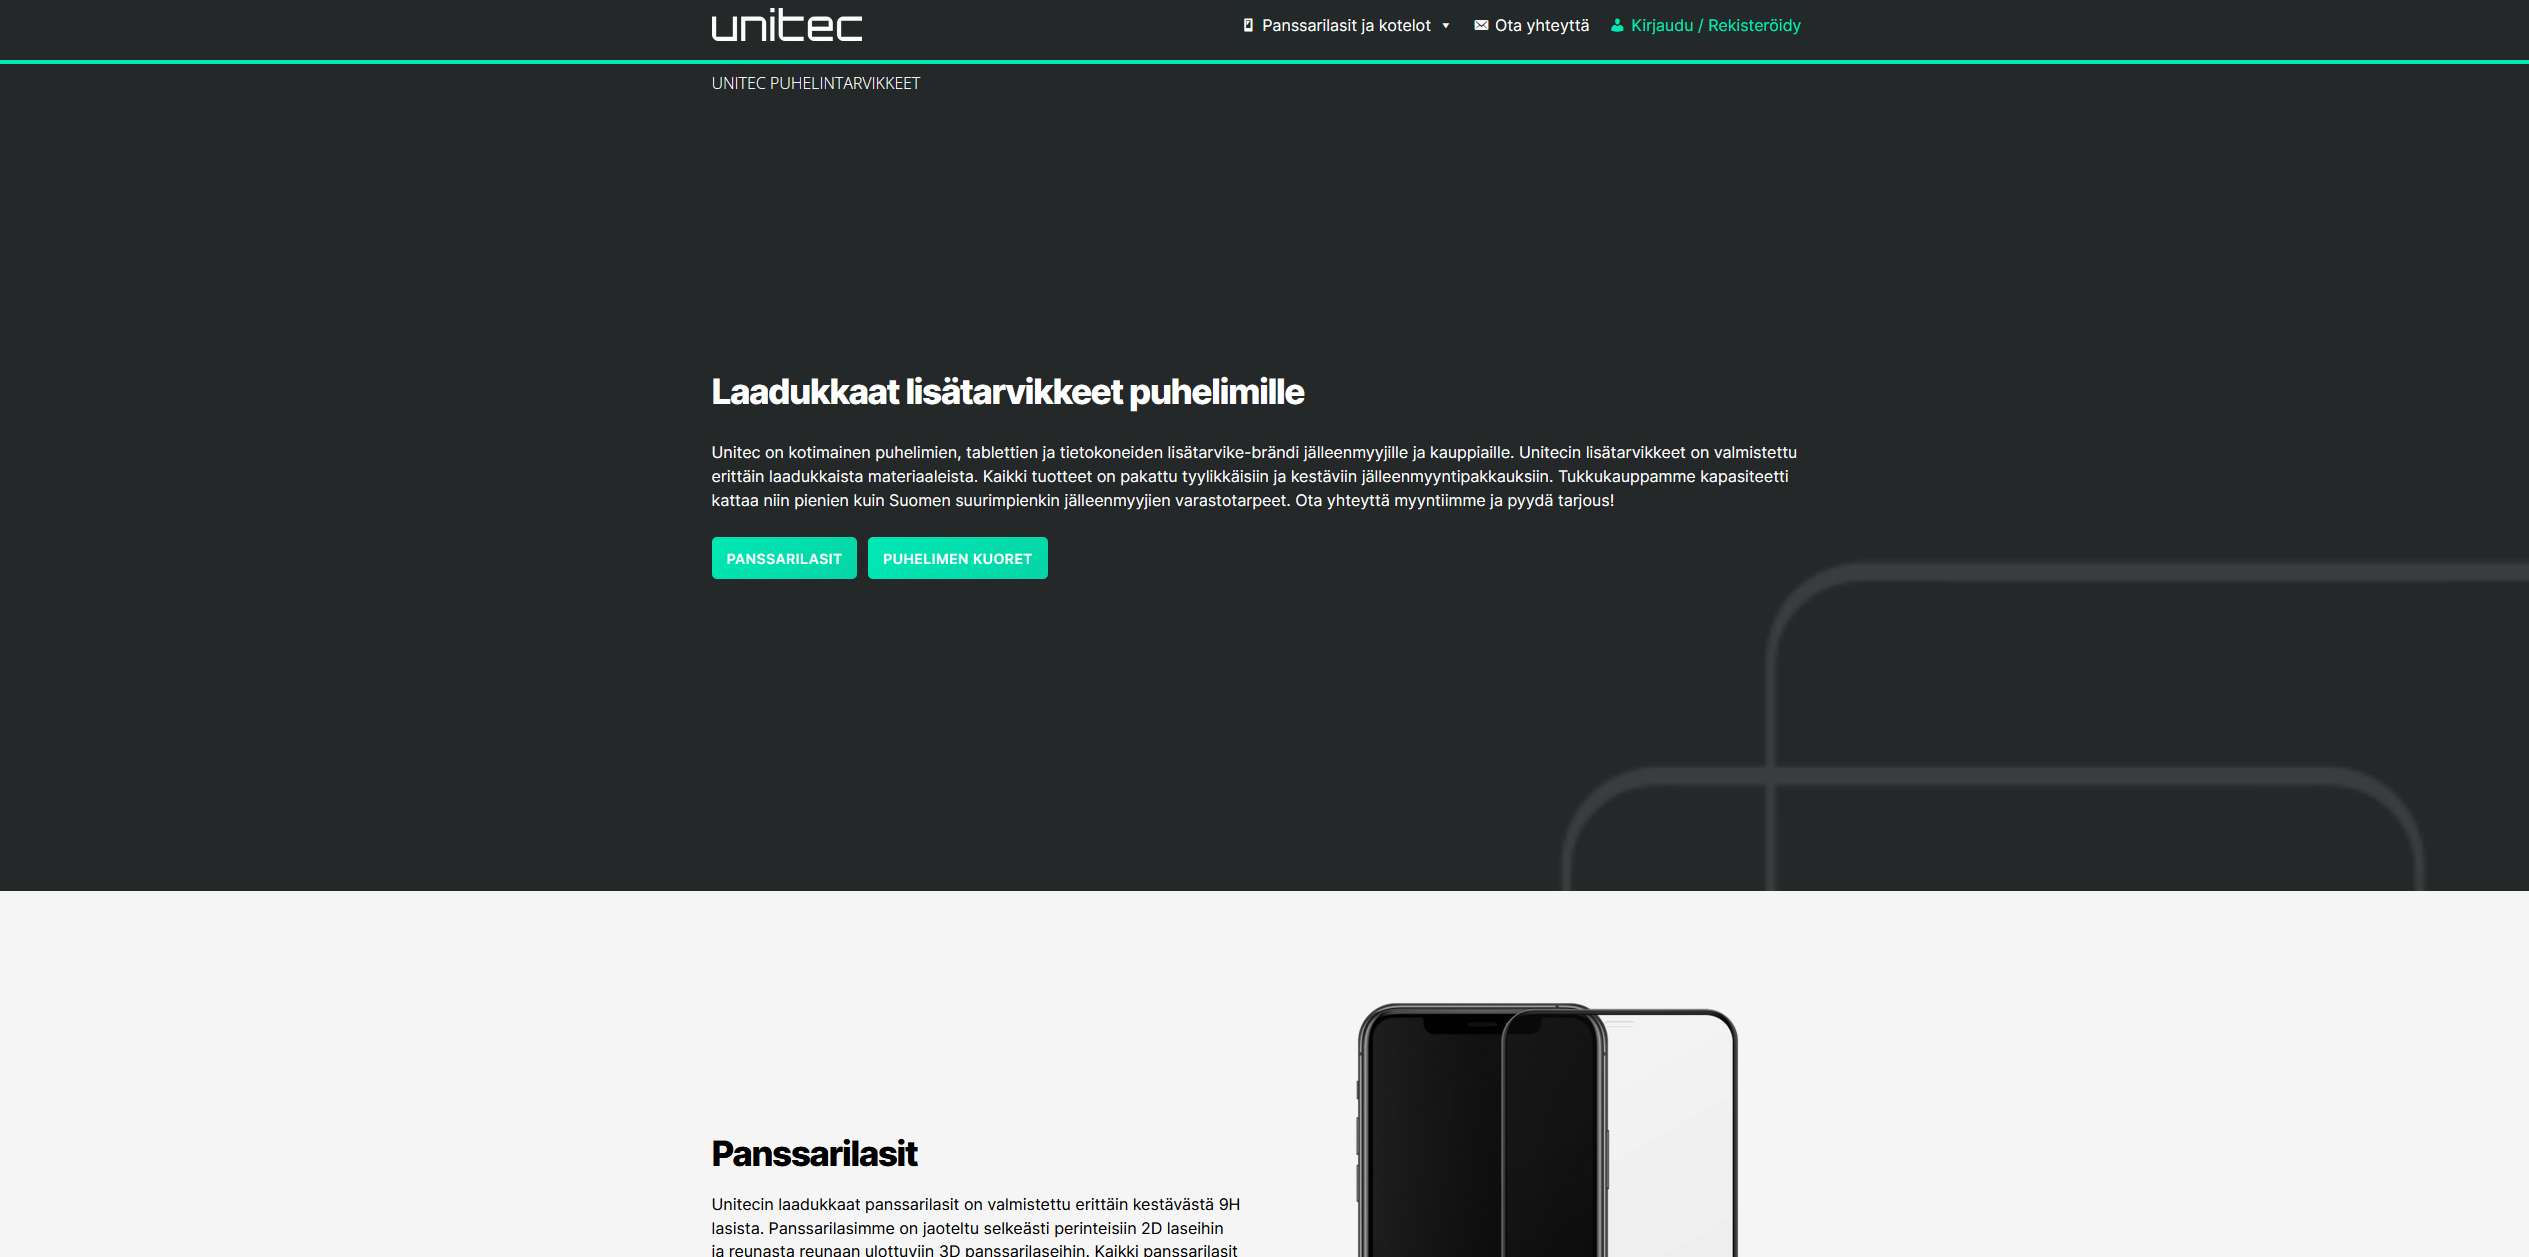 unitec
Panssarilasit ja kotelot
Ota yhteyttä
Kirjaudu / Rekisteröidy
UNITEC PUHELINTARVIKKEET
Laadukkaat lisätarvikkeet puhelimille
Unitec on kotimainen puhelimien, tablettien ja tietokoneiden lisätarvike-brändi jälleenmyyjille ja kauppiaille. Unitecin lisätarvikkeet on valmistettu
erittäin laadukkaista materiaaleista. Kaikki tuotteet on pakattu tyylikkäisiin ja kestäviin jälleenmyyntipakkauksiin. Tukkukauppamme kapasiteetti
kattaa niin pienien kuin Suomen suurimpienkin jälleenmyyjien varastotarpeet. Ota yhteyttä myyntiimme ja pyydä tarjous!
PANSSARILASIT
PUHELIMEN KUORET
Panssarilasit
Unitecin laadukkaat panssarilasit on valmistettu erittäin kestävästä 9H
lasista. Panssarilasimme on jaoteltu selkeästi perinteisiin 2D laseihin
ja reunasta reunaan ulottuviin 3D panssarilaseihin. Kaikki panssarilasit